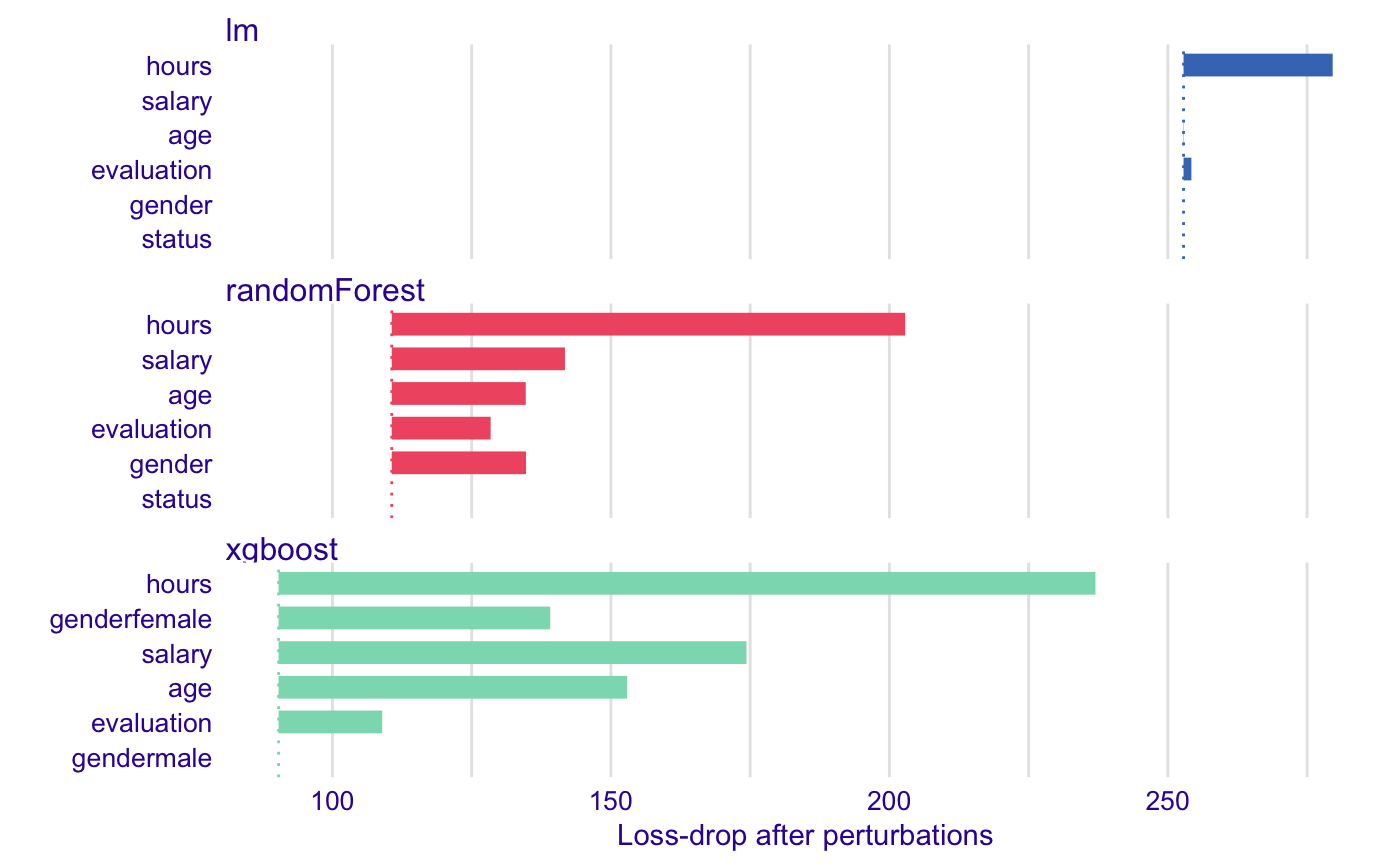 lm
hours
salary
age
evaluation
gender
status
randomForest
hours
salary
age
evaluation
gender
status
xgboost
hours
genderfemale
salary
age
evaluation
gendermale
100 150 200 250
Loss-drop after perturbations